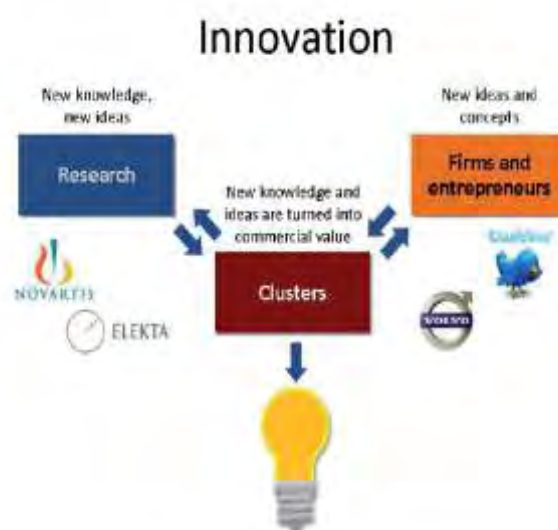 Innovation
New knowledge,
new ideas
New ideas and
concepts
Research
Firms and
entrepreneurs
New knowledge and
ideas are turned into
commercial value
Clusters
NOVARTIS
ELEKTA
twitter
VOLVO